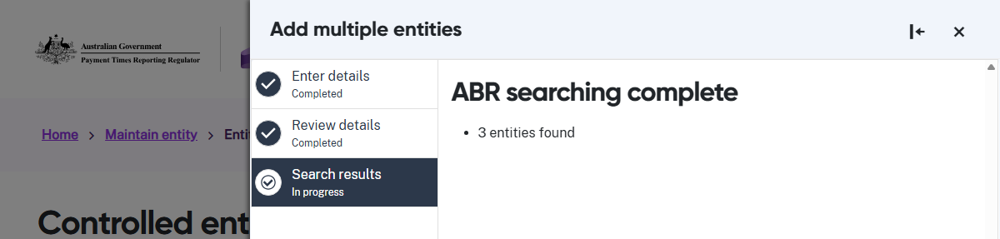 Add multiple entities
Australian Government
Payment Times Reporting Regulator
Enter details
Completed
ABR searching complete
Home > Maintain entity > Enti
Review details
Completed
• 3 entities found
Search results
In progress
Controlled ent